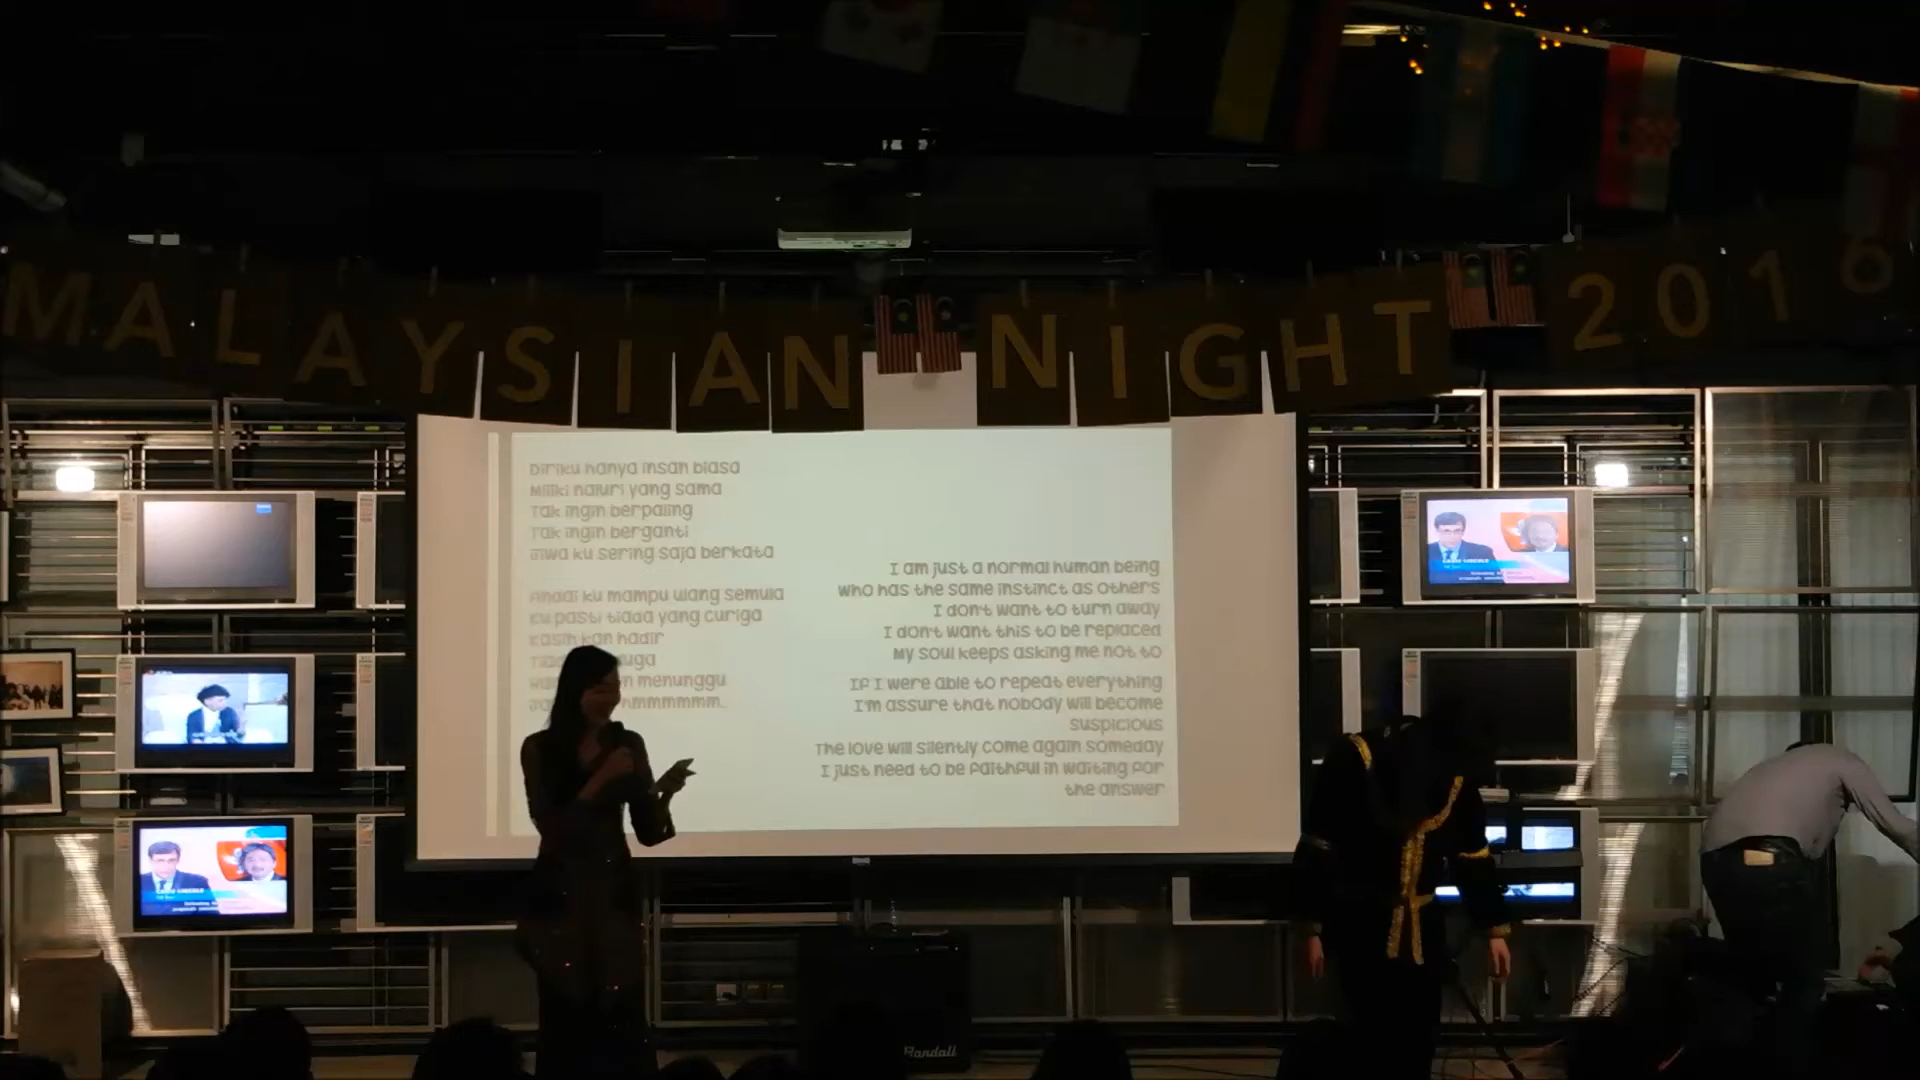 MALAYSIAN NIGHT 2016
Diriku hanya insan biasa
Miliki naluri yang sama
Tak ingin berpaling
Tak ingin berganti
Jiwa ku sering saja berkata
Andai ku mampu ulang semula
Ku pasti tiada yang curiga
Kasih kan hadir
menunggu
I am just a normal human being
Who has the same instinct as others
I don't want to turn away
I don't want this to be replaced
My soul keeps asking me not to
If I were able to repeat everything
I'm assure that nobody will become
suspicious
The love will silently come again someday
I just need to be faithful in waiting for
the answer
Randall